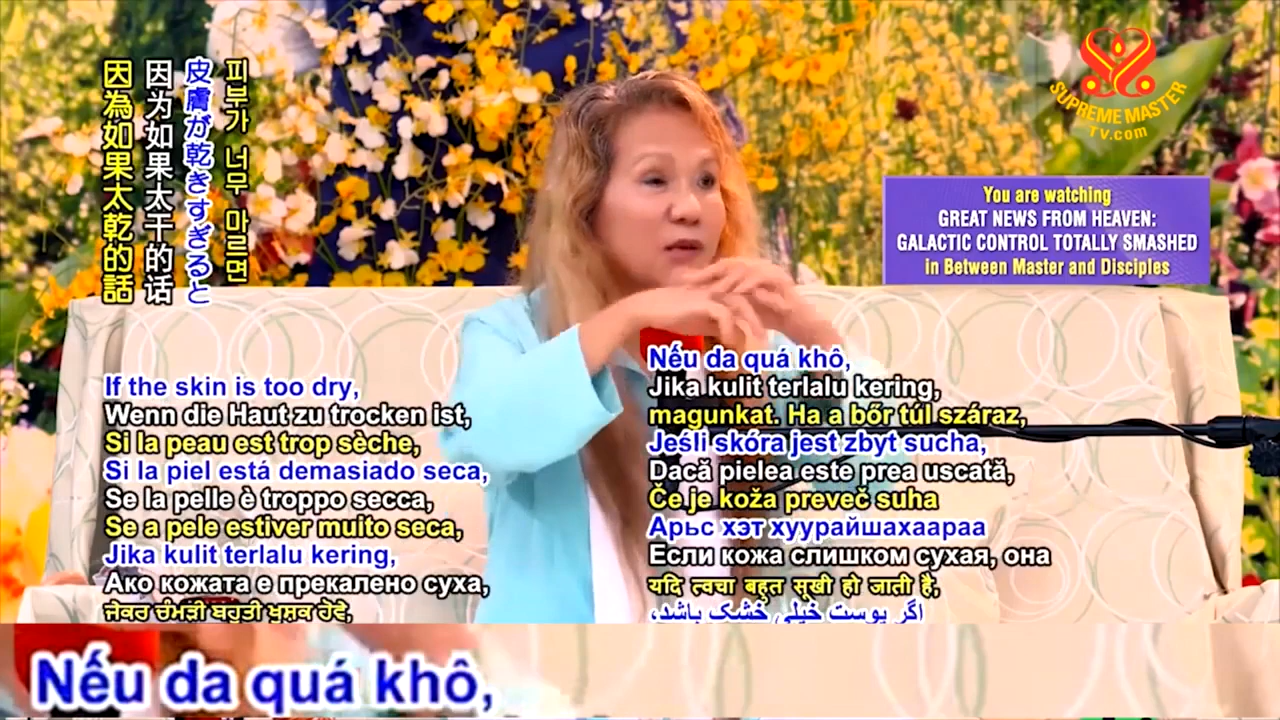 피부가 너무 마르면
皮膚が乾きすぎると
因为如果太干的话
因為如果太乾的話
SUPREME MASTER
TV.com
You are watching
GREAT NEWS FROM HEAVEN:
GALACTIC CONTROL TOTALLY SMASHED
in Between Master and Disciples
If the skin is too dry,
Wenn die Haut zu trocken ist,
Si la peau est trop sèche,
Si la piel está demasiado seca,
Se la pelle è troppo secca,
Se a pele estiver muito seca,
Jika kulit terlalu kering,
Ако кожата е прекалено суха,
ਜੇਕਰ ਚੰਮੜੀ ਬਹੁਤੀ ਖੁਸ਼ਕ ਹੋਵੇ,
Nếu da quá khô,
Jika kulit terlalu kering,
magunkat. Ha a bőr túl száraz,
Jeśli skóra jest zbyt sucha,
Dacă pielea este prea uscată,
Če je koža preveč suha
Арьс хэт хуурайшахаараа
Если кожа слишком сухая, она
यदि त्वचा बहुत सूखी हो जाती है,
اگر پوست خیلی خشک باشد،
Nếu da quá khô,